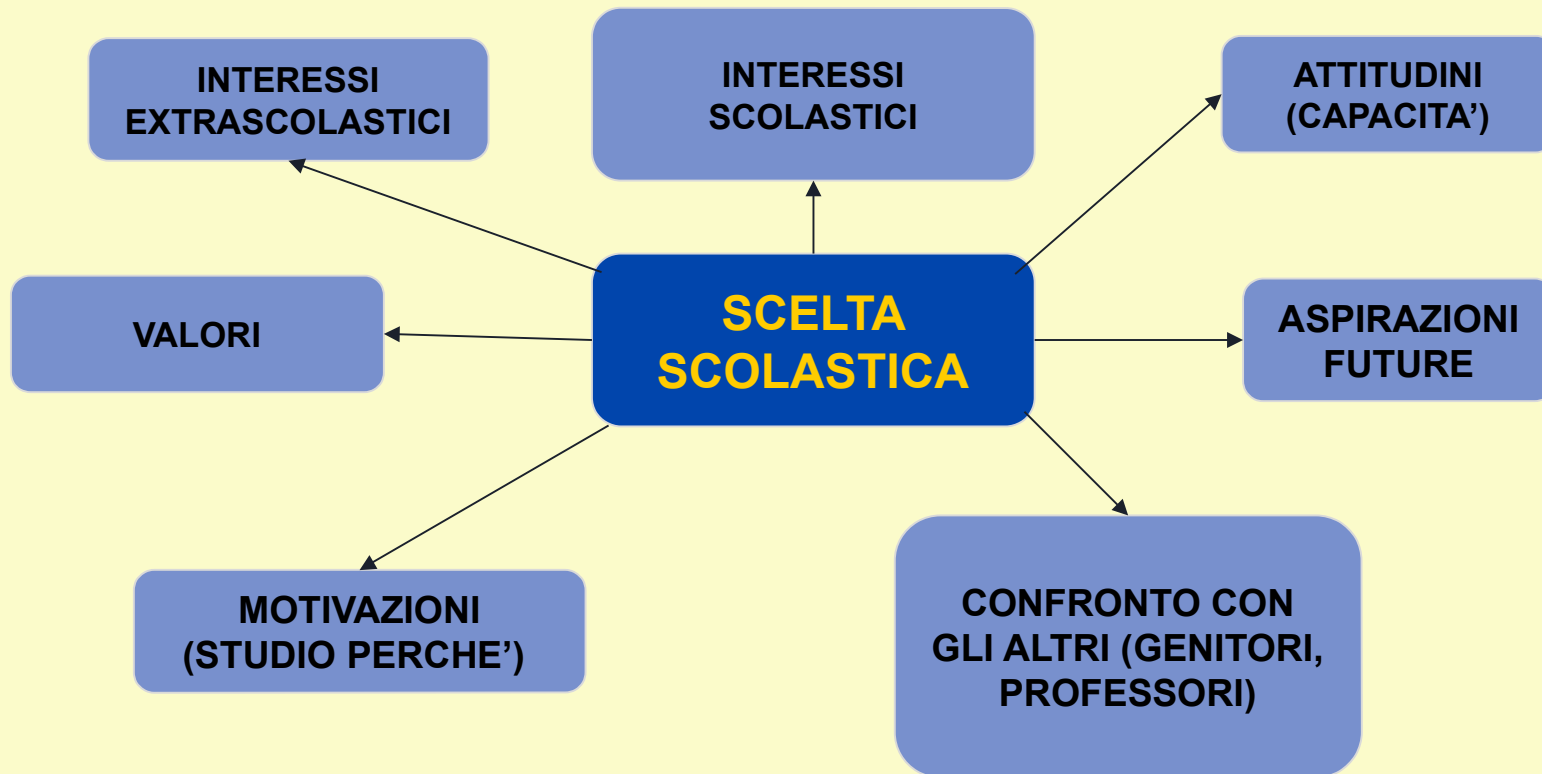 INTERESSI
EXTRASCOLASTICI
INTERESSI
SCOLASTICI
ATTITUDINI
(CAPACITA’)
VALORI
SCELTA
SCOLASTICA
ASPIRAZIONI
FUTURE
MOTIVAZIONI
(STUDIO PERCHE’)
CONFRONTO CON
GLI ALTRI (GENITORI,
PROFESSORI)